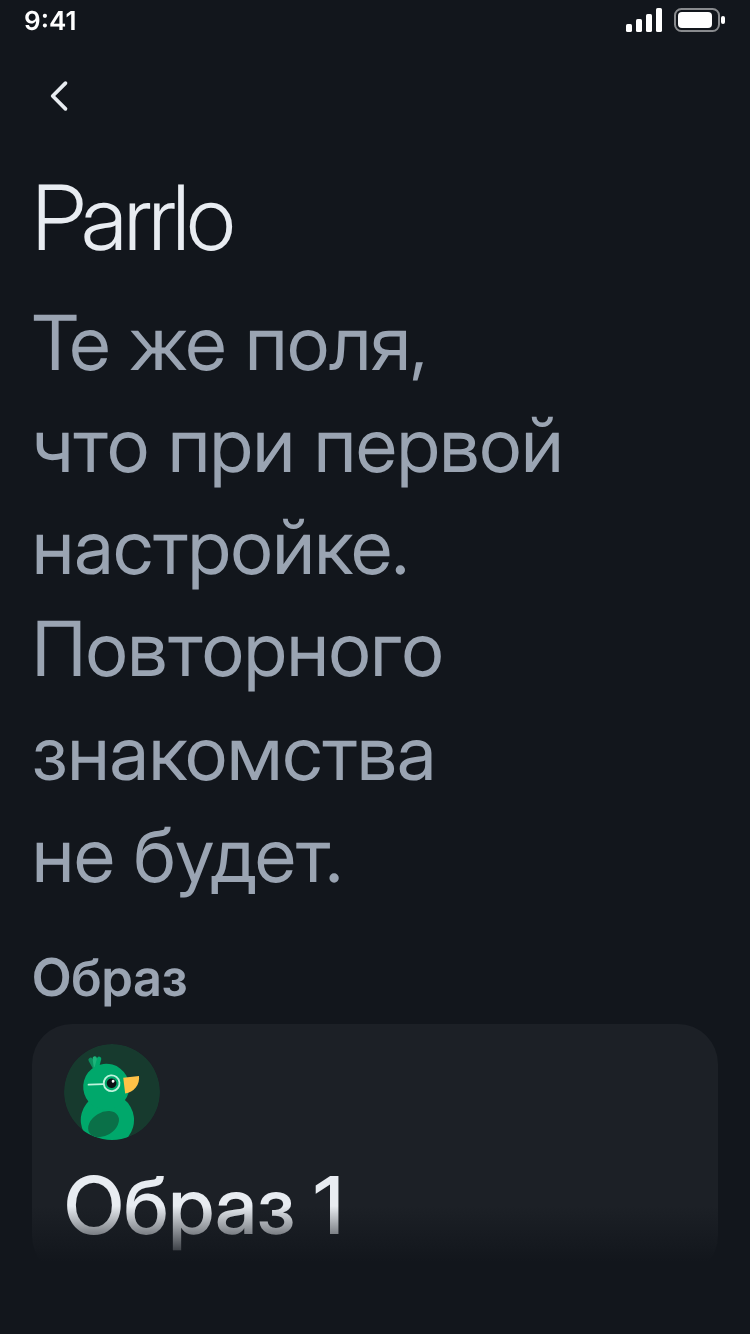 9:41
Parrlo
Те же поля,
что при первой
настройке.
Повторного
знакомства
не будет.
Образ
Образ 1